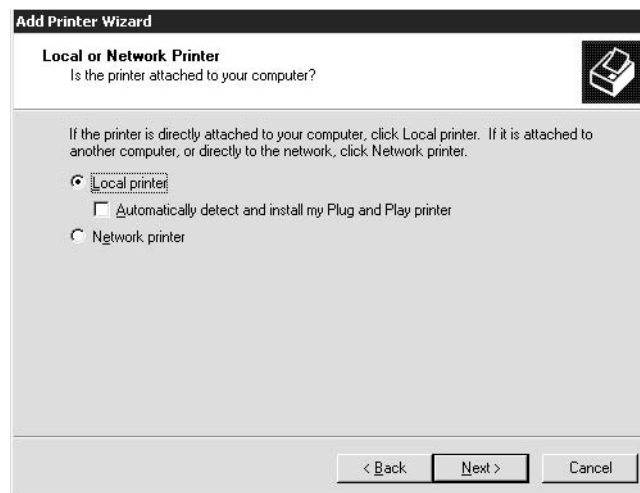 Add Printer Wizard
Local or Network Printer
Is the printer attached to your computer?
If the printer is directly attached to your computer, click Local printer. If it is attached to
another computer, or directly to the network, click Network printer.
Local printer
Automatically detect and install my Plug and Play printer
Network printer
< Back
Next >
Cancel